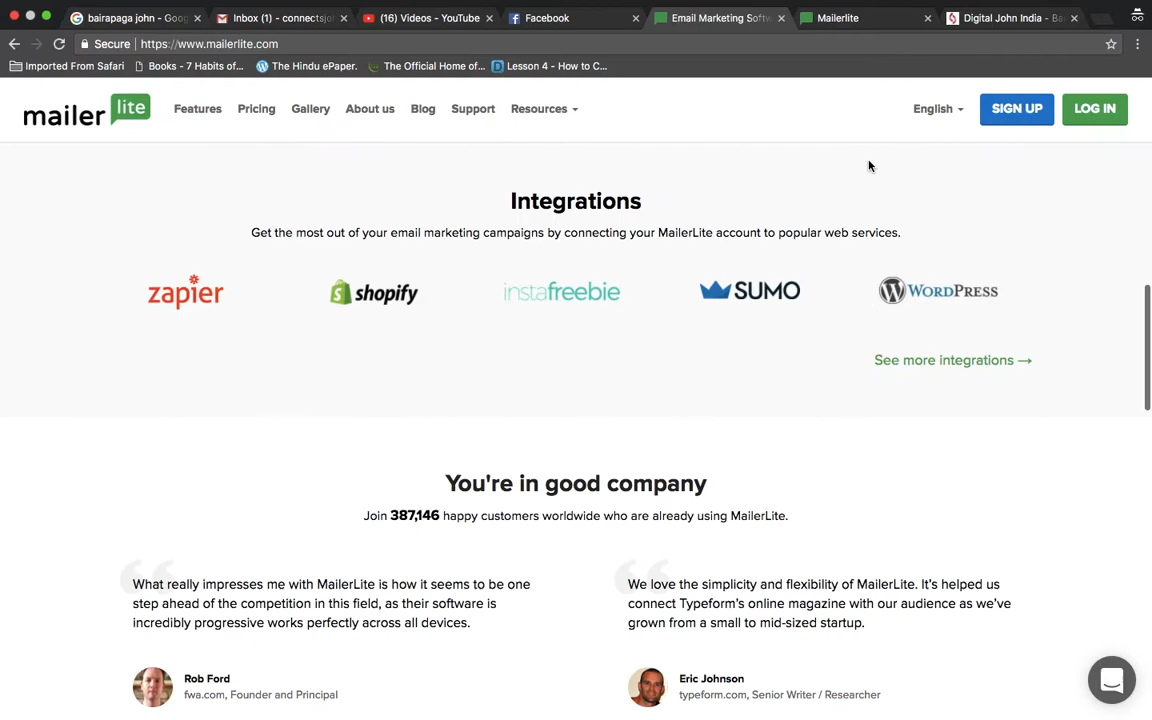 bairapaga john - Goog
Inbox (1) - connectsjo
(16) Videos - YouTube
Facebook
Email Marketing Softw
Mailerlite
Digital John India - Ba
Secure
https://www.mailerlite.com
Imported From Safari
Books - 7 Habits of...
The Hindu ePaper.
The Official Home of...
Lesson 4 - How to C...
mailer lite
Features
Pricing
Gallery
About us
Blog
Support
Resources
English
SIGN UP
LOG IN
Integrations
Get the most out of your email marketing campaigns by connecting your MailerLite account to popular web services.
zapier
shopify
instafreebie
SUMO
WORDPRESS
See more integrations →
You're in good company
Join 387,146 happy customers worldwide who are already using MailerLite.
What really impresses me with MailerLite is how it seems to be one
step ahead of the competition in this field, as their software is
incredibly progressive works perfectly across all devices.
Rob Ford
fwa.com, Founder and Principal
We love the simplicity and flexibility of MailerLite. It's helped us
connect Typeform's online magazine with our audience as we've
grown from a small to mid-sized startup.
Eric Johnson
typeform.com, Senior Writer / Researcher